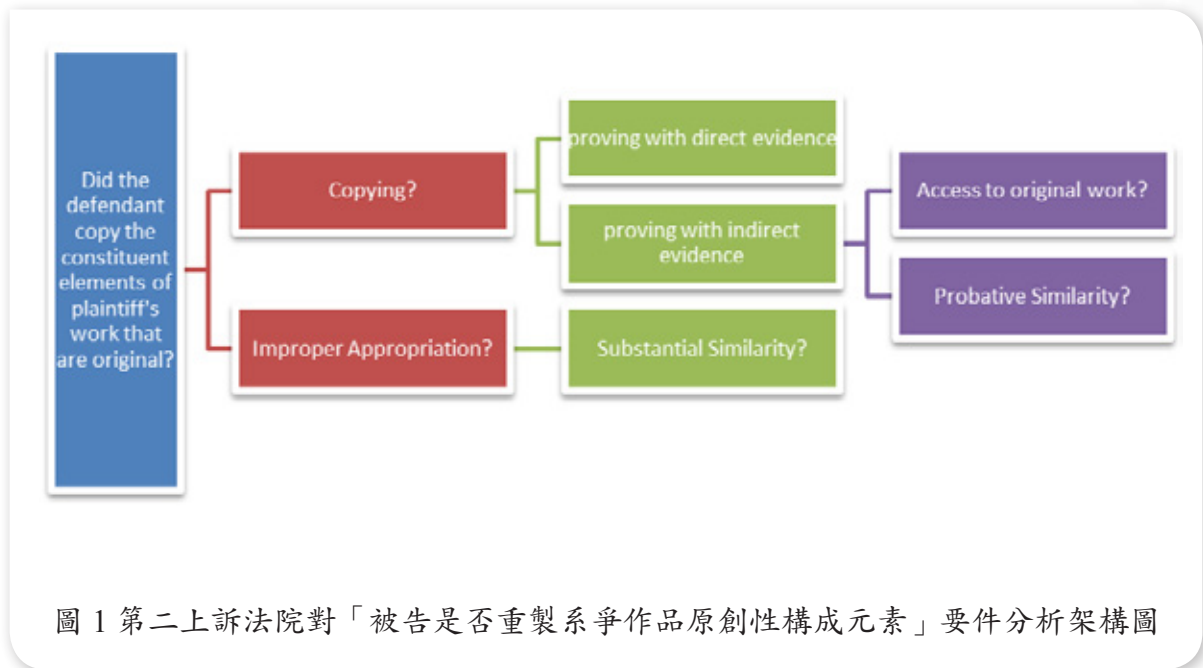 Did the
defendant
copy the
constituent
elements of
plaintiff's
work that
are original?
Copying?
proving with direct evidence
proving with indirect
evidence
Access to original work?
Probative Similarity?
Improper Appropriation?
Substantial Similarity?
圖 1 第二上訴法院對「被告是否重製系爭作品原創性構成元素」要件分析架構圖